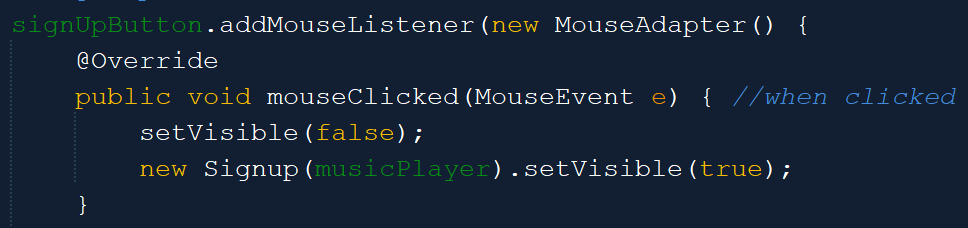 signUpButton.addMouseListener(new MouseAdapter() {
    @Override
    public void mouseClicked(MouseEvent e) { //when clicked
        setVisible(false);
        new Signup(musicPlayer).setVisible(true);
    }